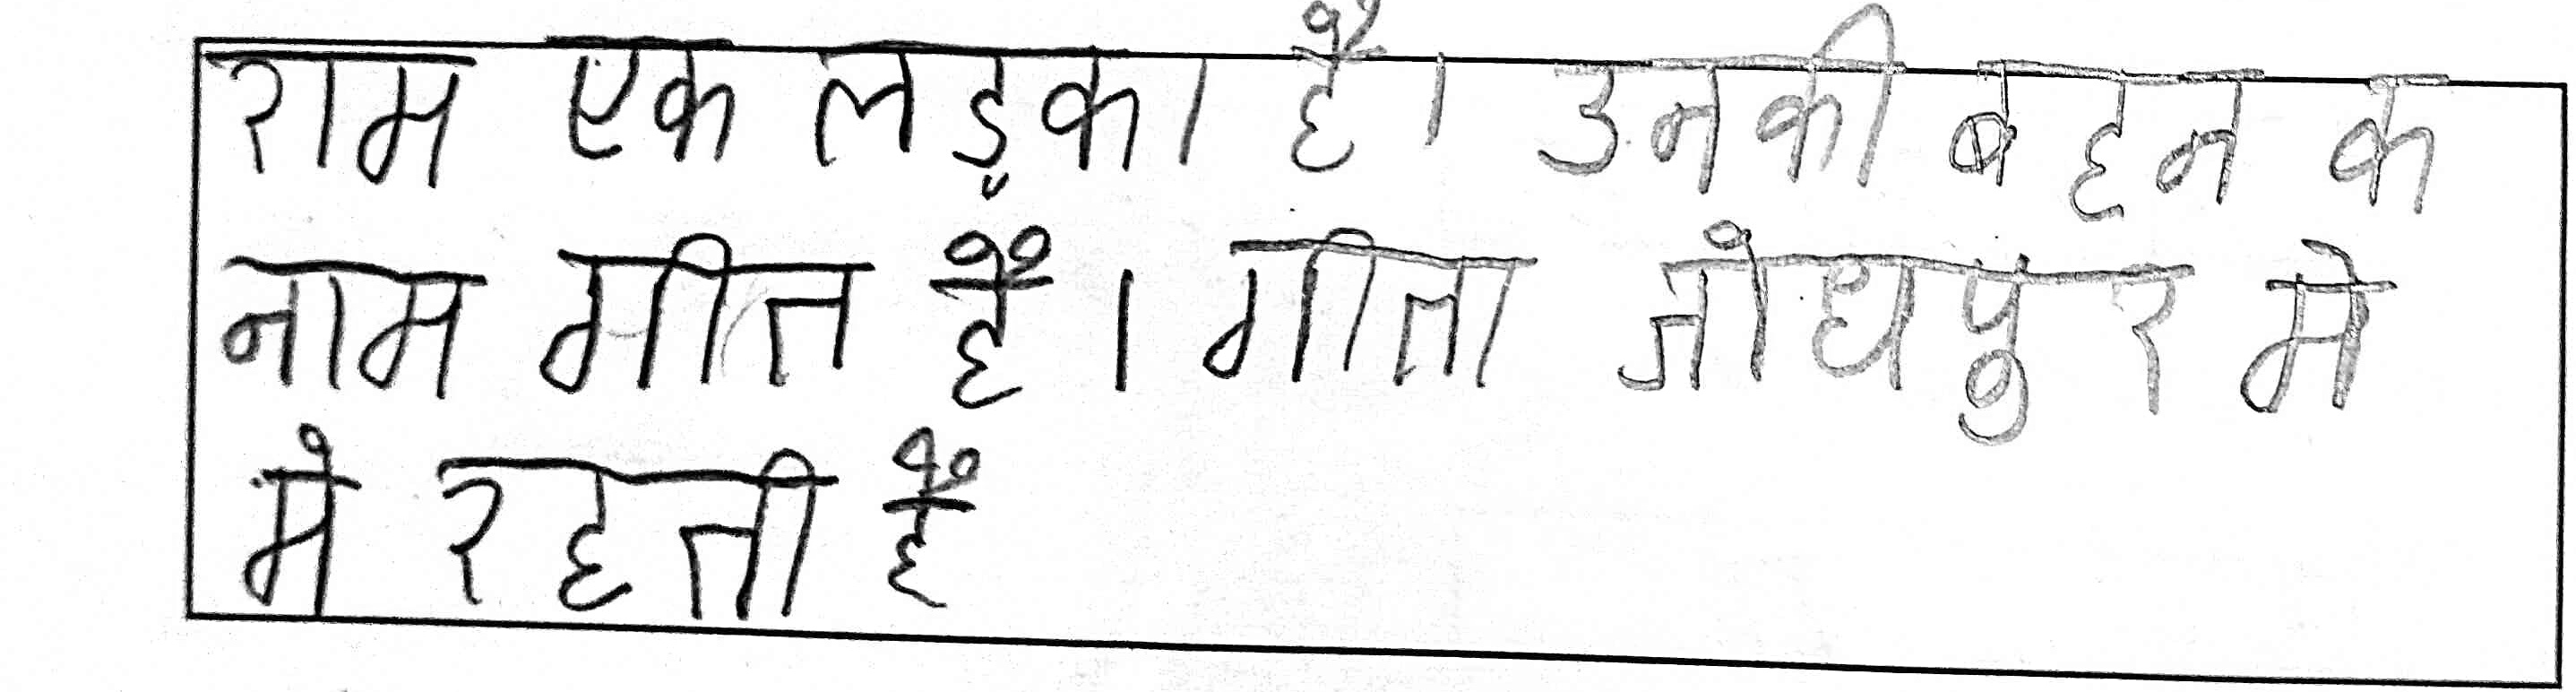 राम एक लड़का है। उनकी बहन क
नाम गीत हैं। गीता जोधपुर मे
मे रहती हैं